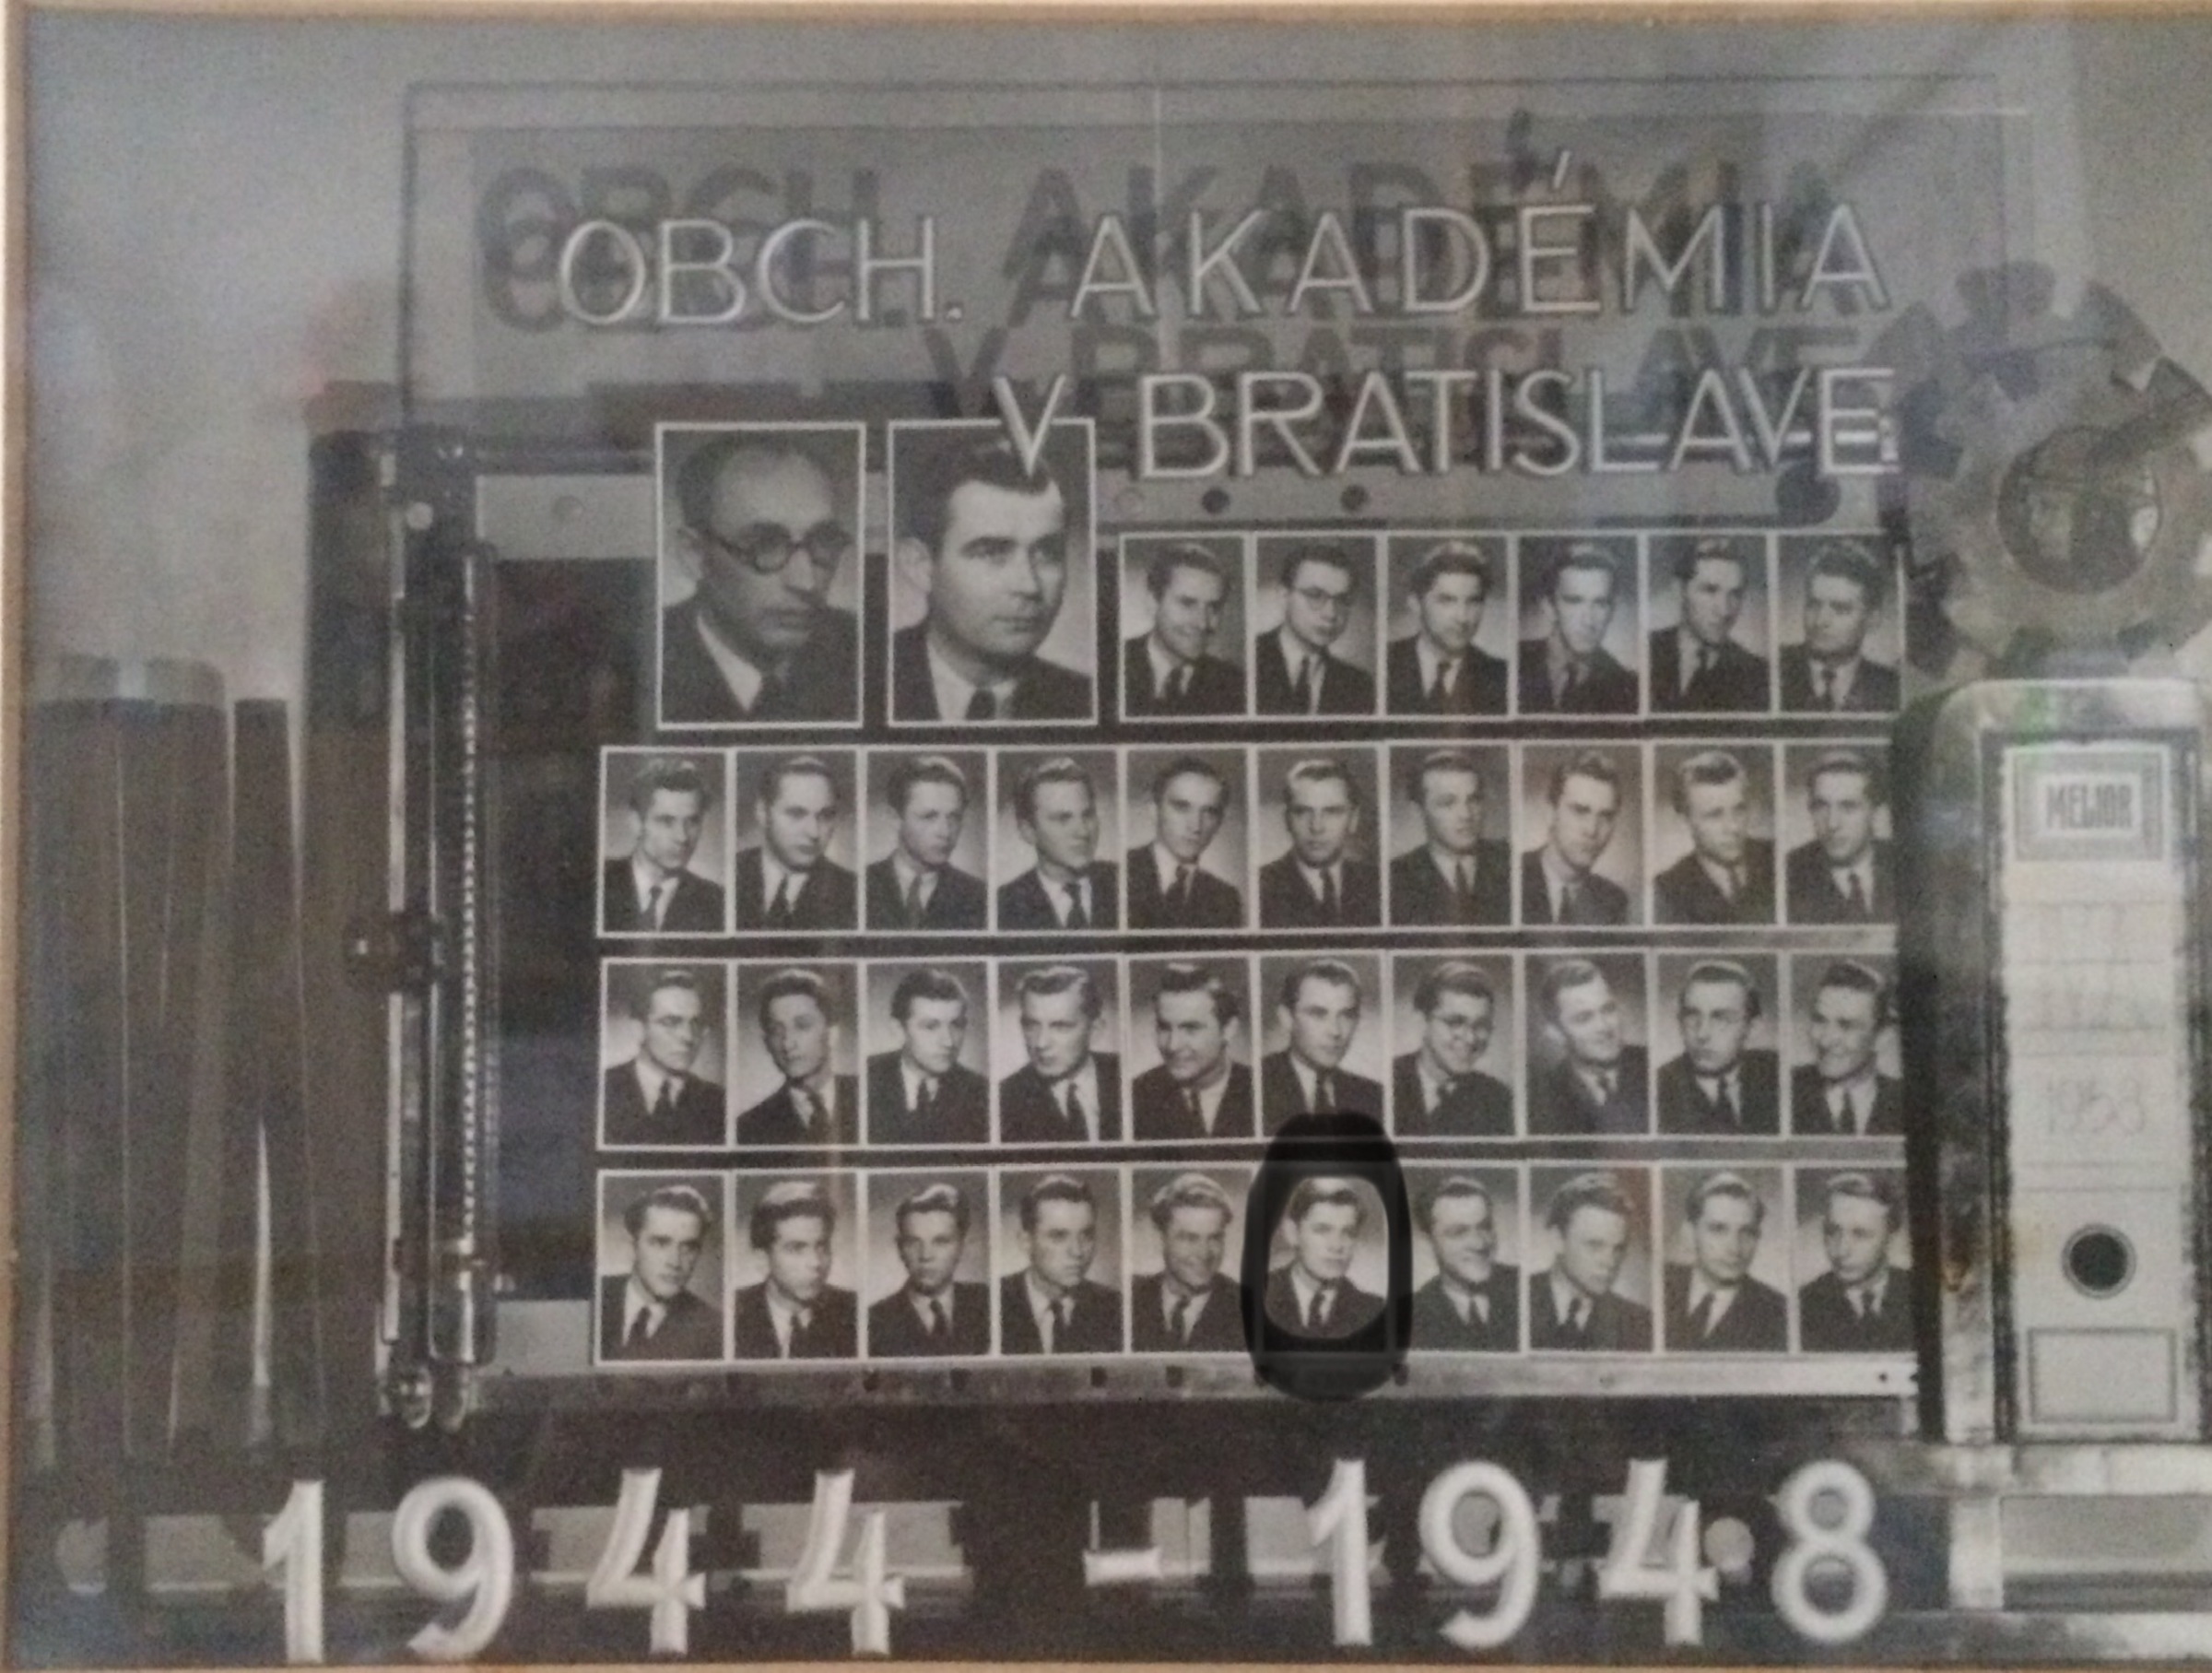 OBCH. AKADÉMIA
V BRATISLAVE
MELIOR
1944 - 1948